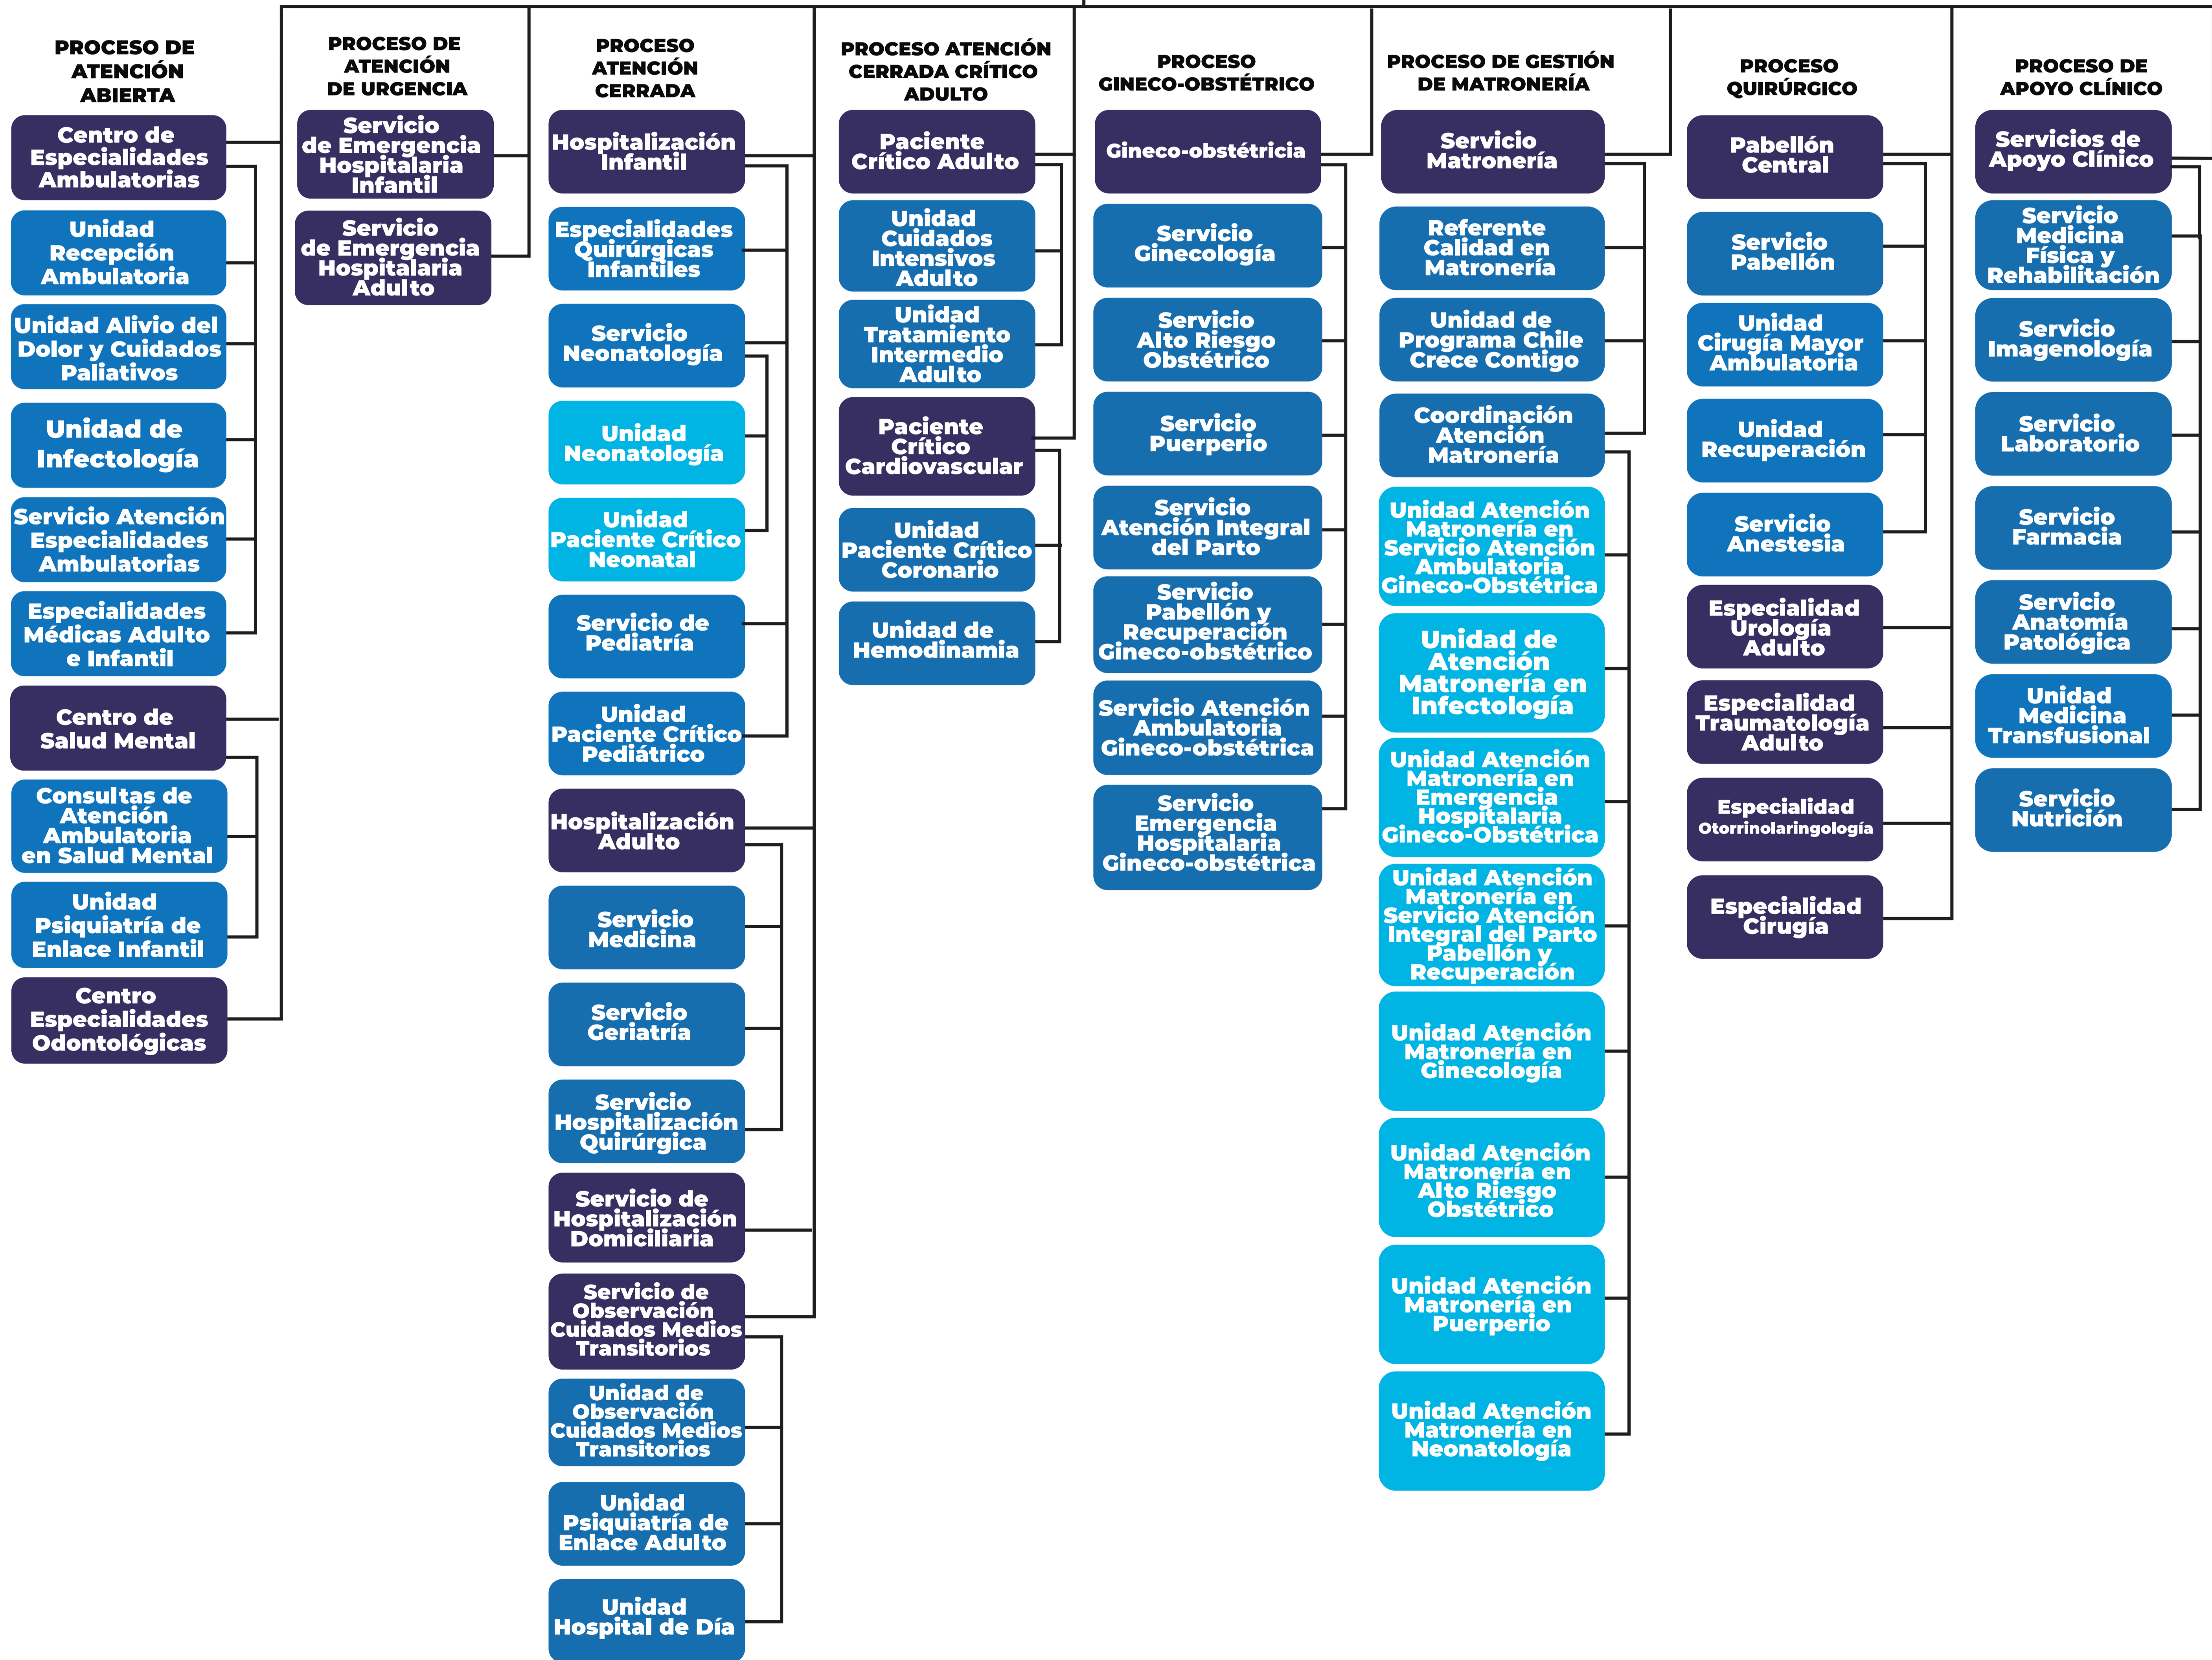 PROCESO DE
ATENCIÓN
ABIERTA
Centro de
Especialidades
Ambulatorias
Unidad
Recepción
Ambulatoria
Unidad Alivio del
Dolor y Cuidados
Paliativos
Unidad de
Infectología
Servicio Atención
Especialidades
Ambulatorias
Especialidades
Médicas Adulto
e Infantil
Centro de
Salud Mental
Consultas de
Atención
Ambulatoria
en Salud Mental
Unidad
Psiquiatría de
Enlace Infantil
Centro
Especialidades
Odontológicas
PROCESO DE
ATENCIÓN
DE URGENCIA
Servicio
de Emergencia
Hospitalaria
Infantil
Servicio
de Emergencia
Hospitalaria
Adulto
PROCESO
ATENCIÓN
CERRADA
Hospitalización
Infantil
Especialidades
Quirúrgicas
Infantiles
Servicio
Neonatología
Unidad
Neonatología
Unidad
Paciente Crítico
Neonatal
Servicio de
Pediatría
Unidad
Paciente Crítico
Pediátrico
Hospitalización
Adulto
Servicio
Medicina
Servicio
Geriatría
Servicio
Hospitalización
Quirúrgica
Servicio de
Hospitalización
Domiciliaria
Servicio de
Observación
Cuidados Medios
Transitorios
Unidad de
Observación
Cuidados Medios
Transitorios
Unidad
Psiquiatría de
Enlace Adulto
Unidad
Hospital de Día
PROCESO ATENCIÓN
CERRADA CRÍTICO
ADULTO
Paciente
Crítico Adulto
Unidad
Cuidados
Intensivos
Adulto
Unidad
Tratamiento
Intermedio
Adulto
Paciente
Crítico
Cardiovascular
Unidad
Paciente Crítico
Coronario
Unidad de
Hemodinamia
PROCESO
GINECO-OBSTÉTRICO
Gineco-obstétricia
Servicio
Ginecología
Servicio
Alto Riesgo
Obstétrico
Servicio
Puerperio
Servicio
Atención Integral
del Parto
Servicio
Pabellón y
Recuperación
Gineco-obstétrico
Servicio Atención
Ambulatoria
Gineco-obstétrica
Servicio
Emergencia
Hospitalaria
Gineco-obstétrica
PROCESO DE GESTIÓN
DE MATRONERÍA
Servicio
Matronería
Referente
Calidad en
Matronería
Unidad de
Programa Chile
Crece Contigo
Coordinación
Atención
Matronería
Unidad Atención
Matronería en
Servicio Atención
Ambulatoria
Gineco-Obstétrica
Unidad de
Atención
Matronería en
Infectología
Unidad Atención
Matronería en
Emergencia
Hospitalaria
Gineco-Obstétrica
Unidad Atención
Matronería en
Servicio Atención
Integral del Parto
Pabellón y
Recuperación
Unidad Atención
Matronería en
Ginecología
Unidad Atención
Matronería en
Alto Riesgo
Obstétrico
Unidad Atención
Matronería en
Puerperio
Unidad Atención
Matronería en
Neonatología
PROCESO
QUIRÚRGICO
Pabellón
Central
Servicio
Pabellón
Unidad
Cirugía Mayor
Ambulatoria
Unidad
Recuperación
Servicio
Anestesia
Especialidad
Urología
Adulto
Especialidad
Traumatología
Adulto
Especialidad
Otorrinolaringología
Especialidad
Cirugía
PROCESO DE
APOYO CLÍNICO
Servicios de
Apoyo Clínico
Servicio
Medicina
Física y
Rehabilitación
Servicio
Imagenología
Servicio
Laboratorio
Servicio
Farmacia
Servicio
Anatomía
Patológica
Unidad
Medicina
Transfusional
Servicio
Nutrición